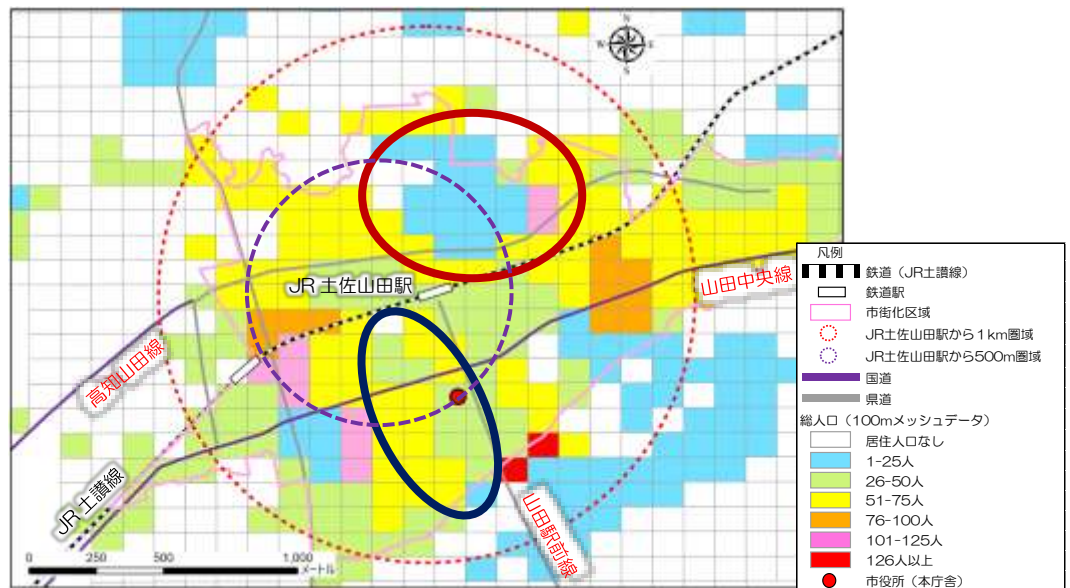 N
W
E
S
JR 土佐山田駅
山田中央線
高知山田線
JR土讃線
山田駅前線
0 250 500 1,000
メートル
凡例
鉄道（JR土讃線）
鉄道駅
市街化区域
JR土佐山田駅から１km圏域
JR土佐山田駅から500m圏域
国道
県道
総人口（100mメッシュデータ）
居住人口なし
1-25人
26-50人
51-75人
76-100人
101-125人
126人以上
市役所（本庁舎）